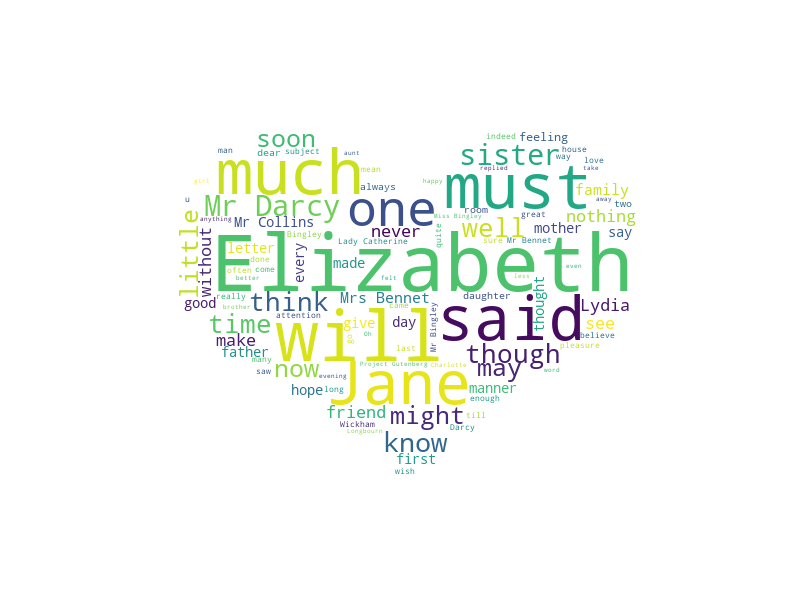 indeed
feeling
soon
man
dear
subject
aunt
sister
house
way
love
replied
take
much
must
mean
girl
always
happy
family
away
u
little
Mr Darcy
one
room
great
Miss Bingley
nothing
anything
Mr Collins
never
well
mother
say
two
Bingley
Lady Catherine
quite
sure
Mr Bennet
without
letter
every
Elizabeth
done
often
come
made
felt
even
less
better
good
really
think
Mrs Bennet
daughter
thought
Lydia
brother
attention
came
Mr Bingley
said
time
will
give
day
see
make
go
Oh
believe
father
last
though
pleasure
many
saw
now
evening
Project Gutenberg
Charlotte
may
word
hope
long
Jane
manner
enough
friend
might
till
Wickham
Longbourn
Darcy
know
first
wish